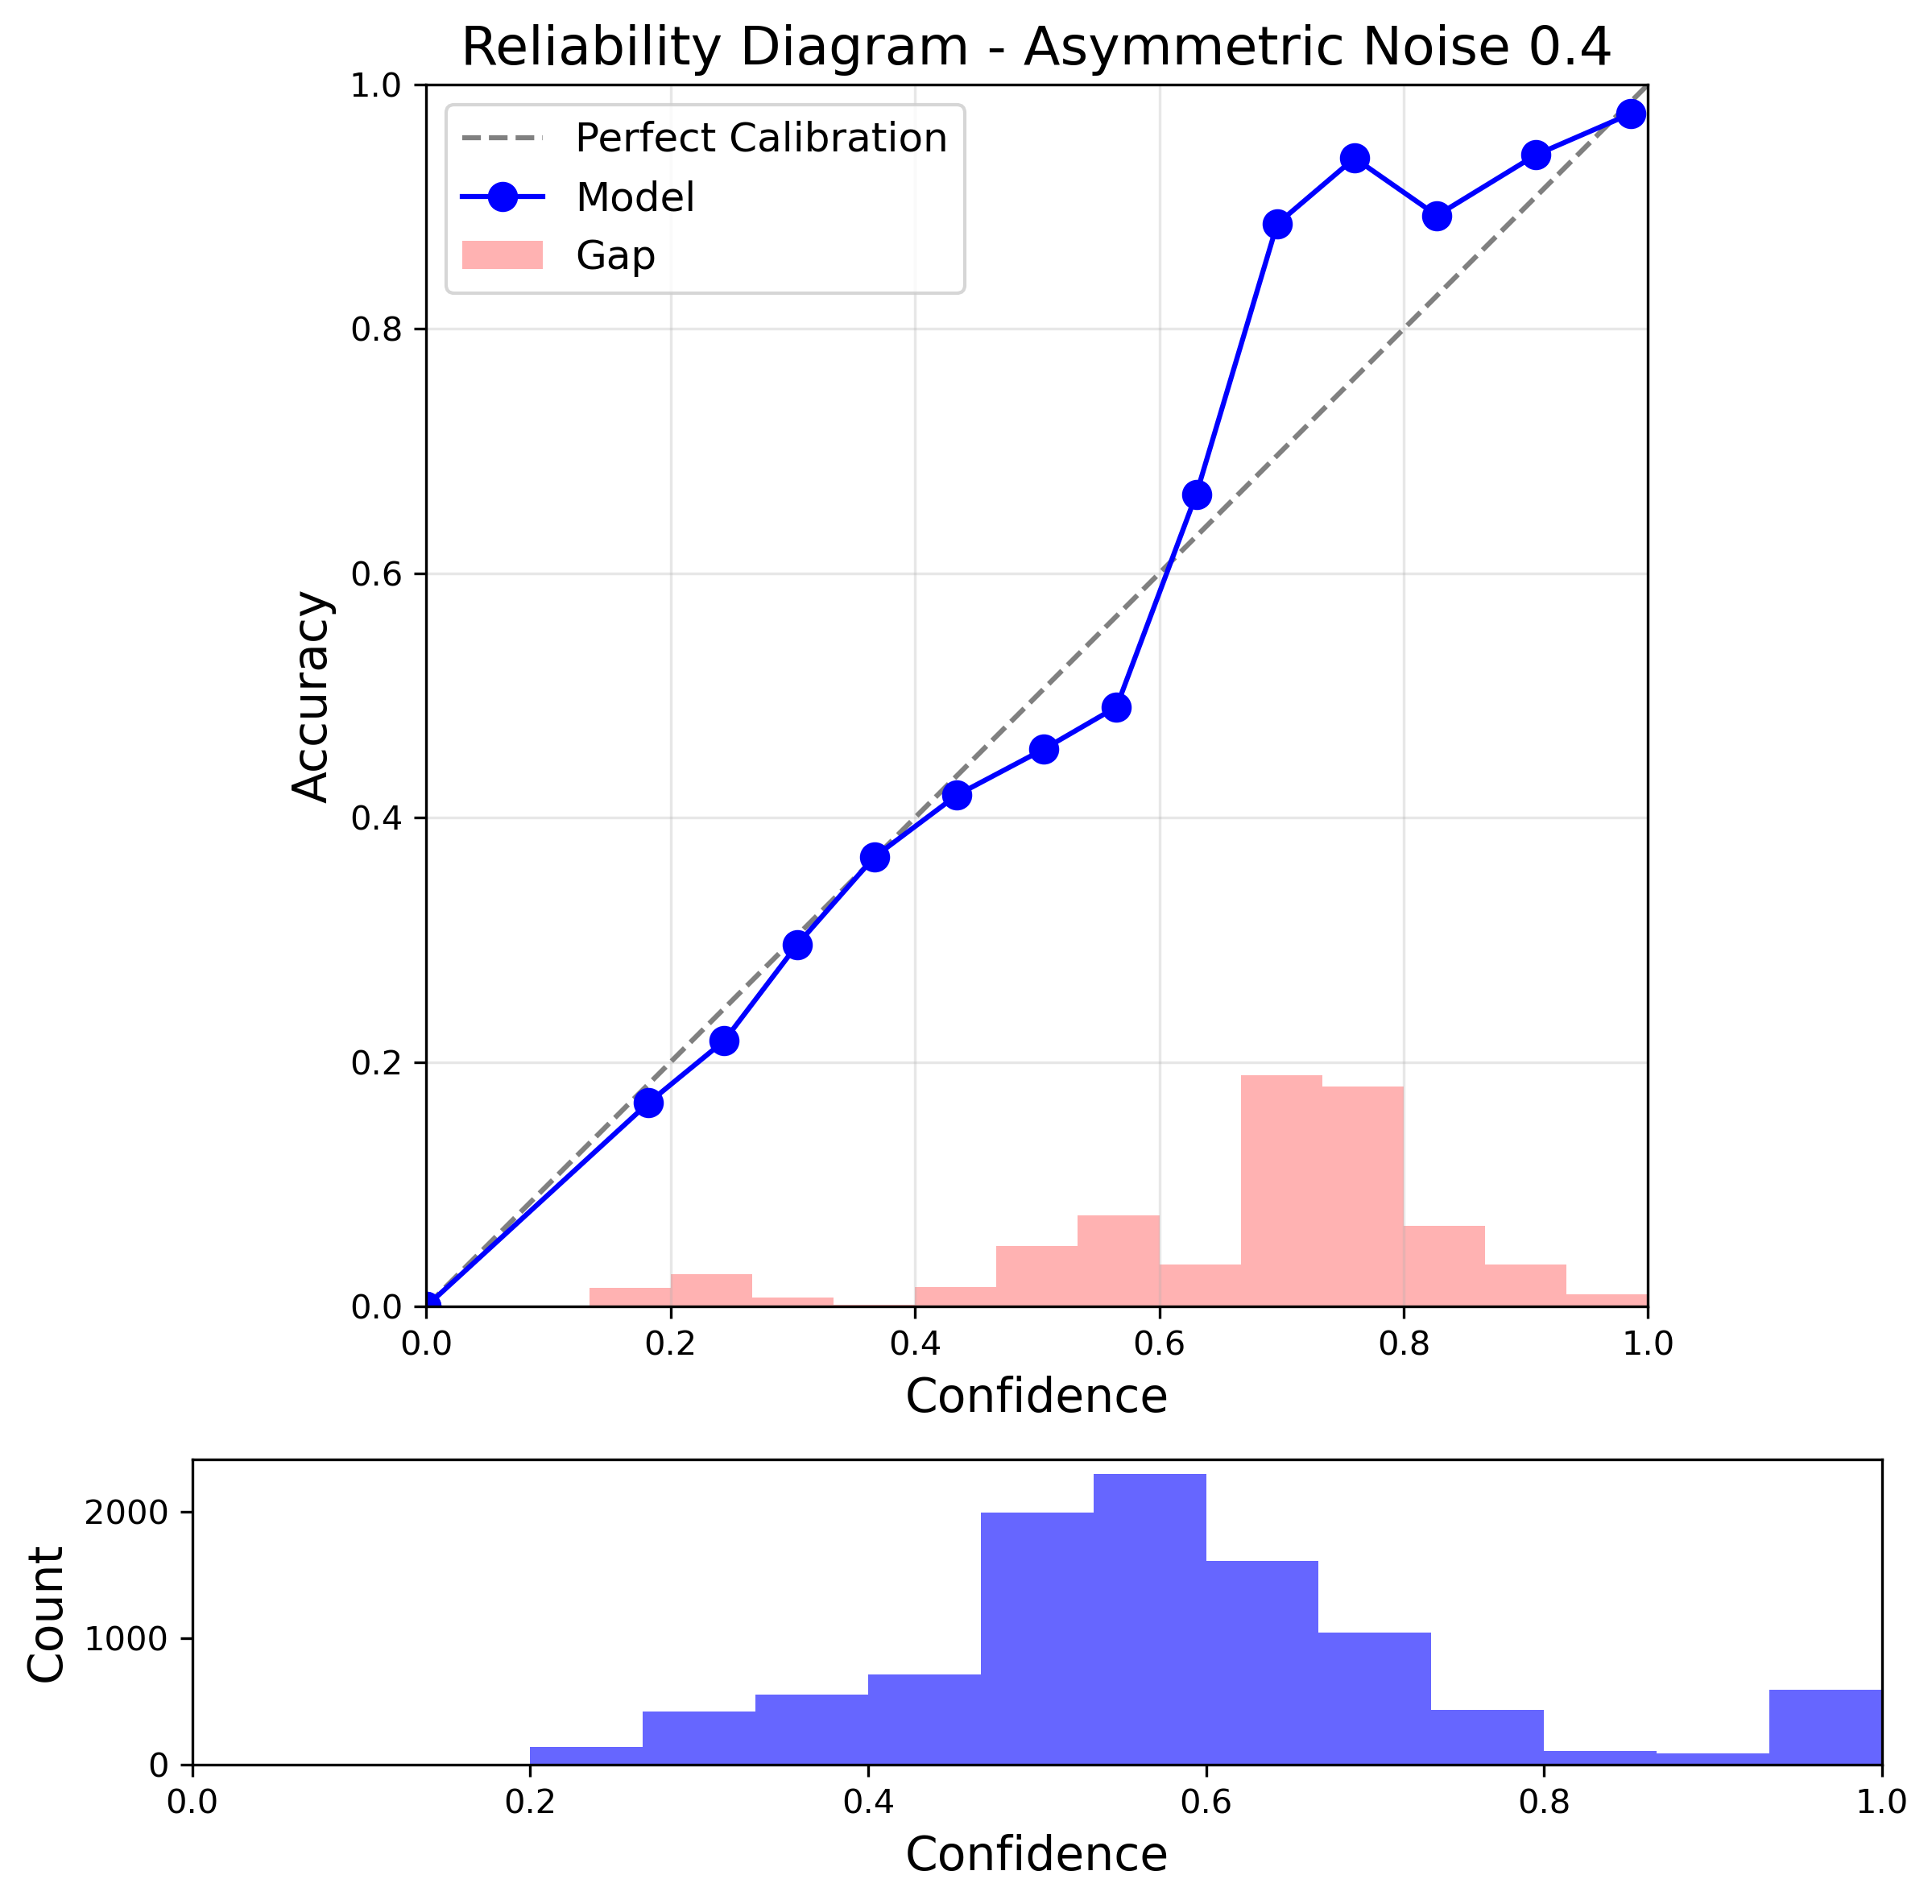 Reliability Diagram - Asymmetric Noise 0.4
1.0
0.8
0.6
0.4
0.2
0.0
Accuracy
Perfect Calibration
Model
Gap
0.0 0.2 0.4 0.6 0.8 1.0
Confidence
2000
1000
0
Count
0.0 0.2 0.4 0.6 0.8 1.0
Confidence